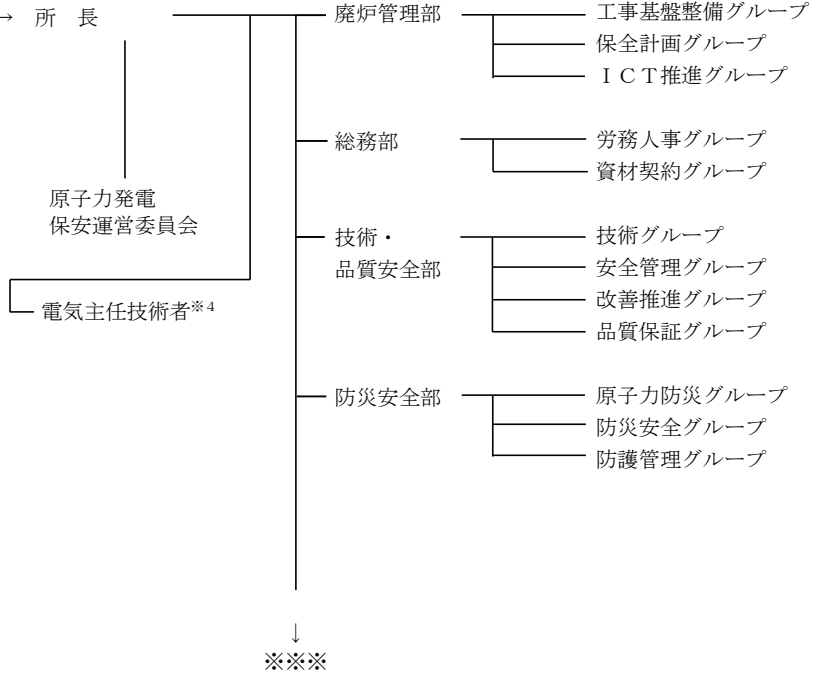 → 所 長
廃炉管理部
工事基盤整備グループ
保全計画グループ
ＩＣＴ推進グループ
総務部
労務人事グループ
資材契約グループ
原子力発電
保安運営委員会
技術・
品質安全部
技術グループ
安全管理グループ
改善推進グループ
品質保証グループ
電気主任技術者※4
防災安全部
原子力防災グループ
防災安全グループ
防護管理グループ
↓
※※※